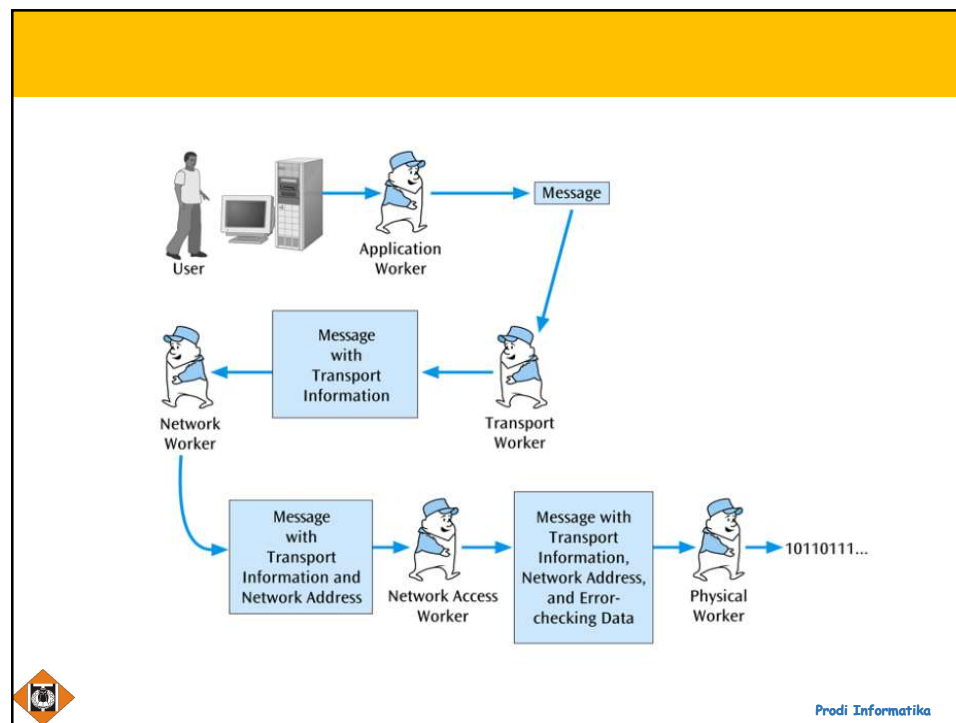 User
Application
Worker
Message
Network
Worker
Message
with
Transport
Information
Transport
Worker
Message
with
Transport
Information and
Network Address
Network Access
Worker
Message with
Transport
Information,
Network Address,
and Error-
checking Data
Physical
Worker
10110111...
Prodi Informatika